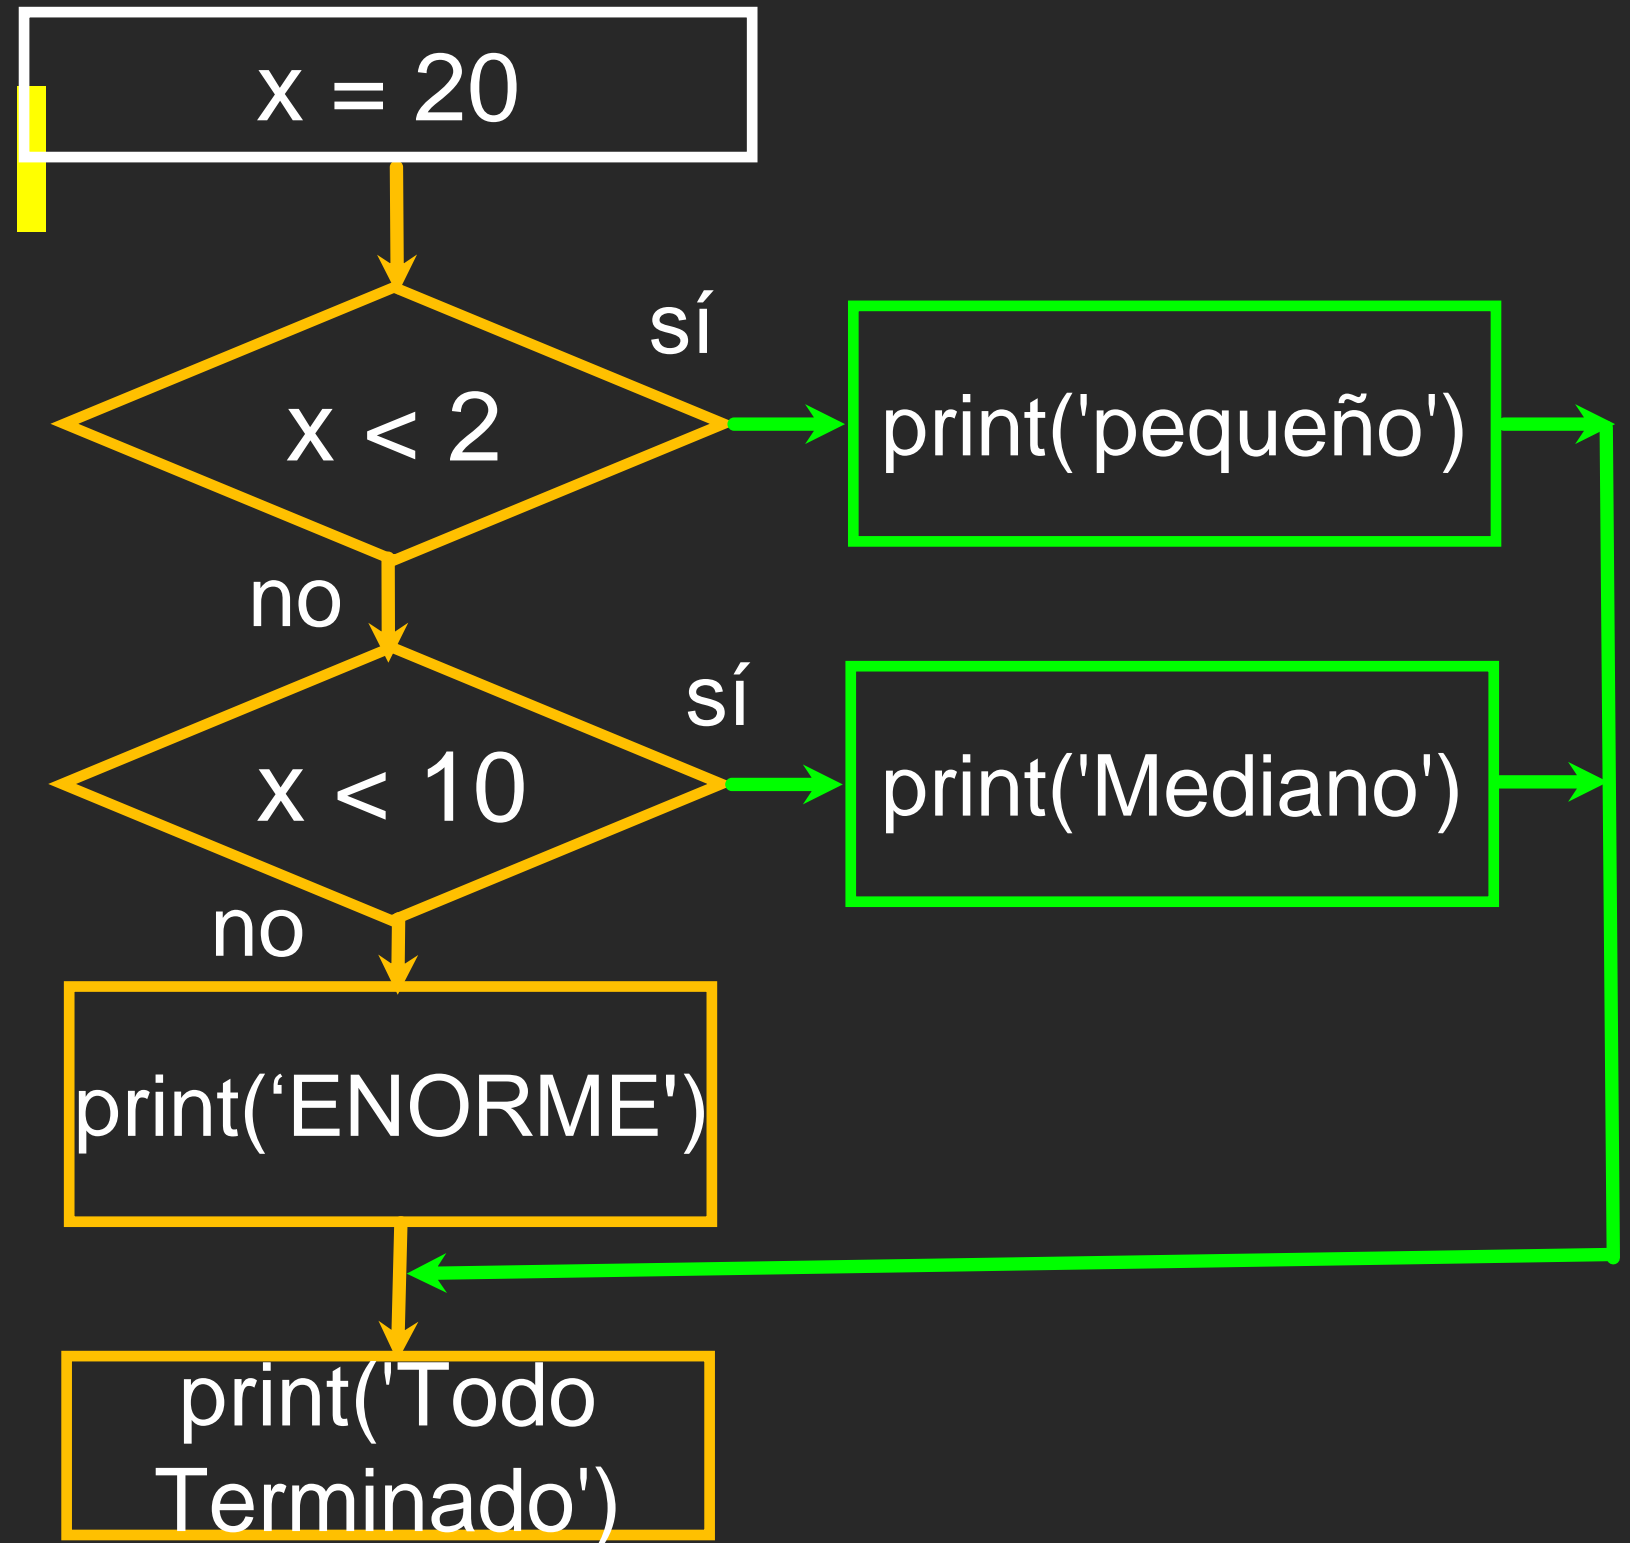 x = 20
sí
x < 2
print('pequeño')
no
sí
x < 10
print('Mediano')
no
print(‘ENORME')
print('Todo
Terminado')